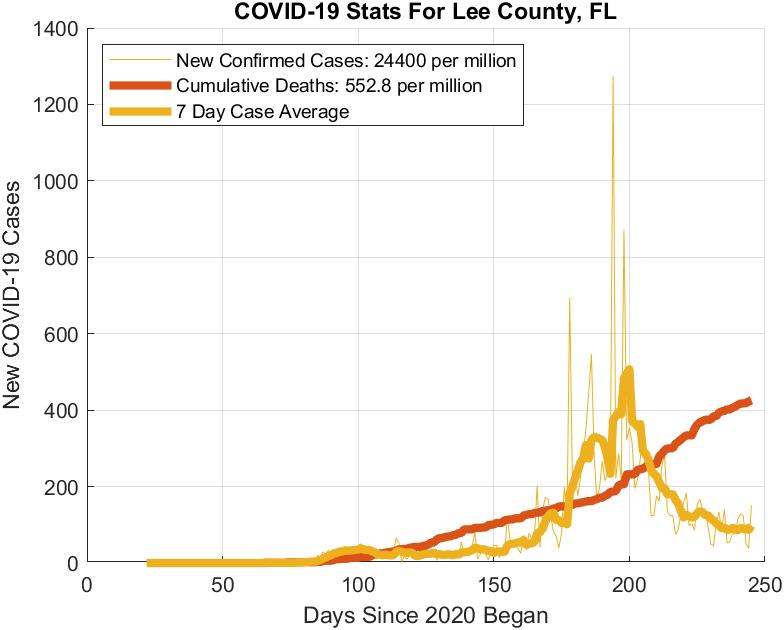 COVID-19 Stats For Lee County, FL
1400
1200
1000
800
600
400
200
0
New COVID-19 Cases
New Confirmed Cases: 24400 per million
Cumulative Deaths: 552.8 per million
7 Day Case Average
0 50 100 150 200 250
Days Since 2020 Began